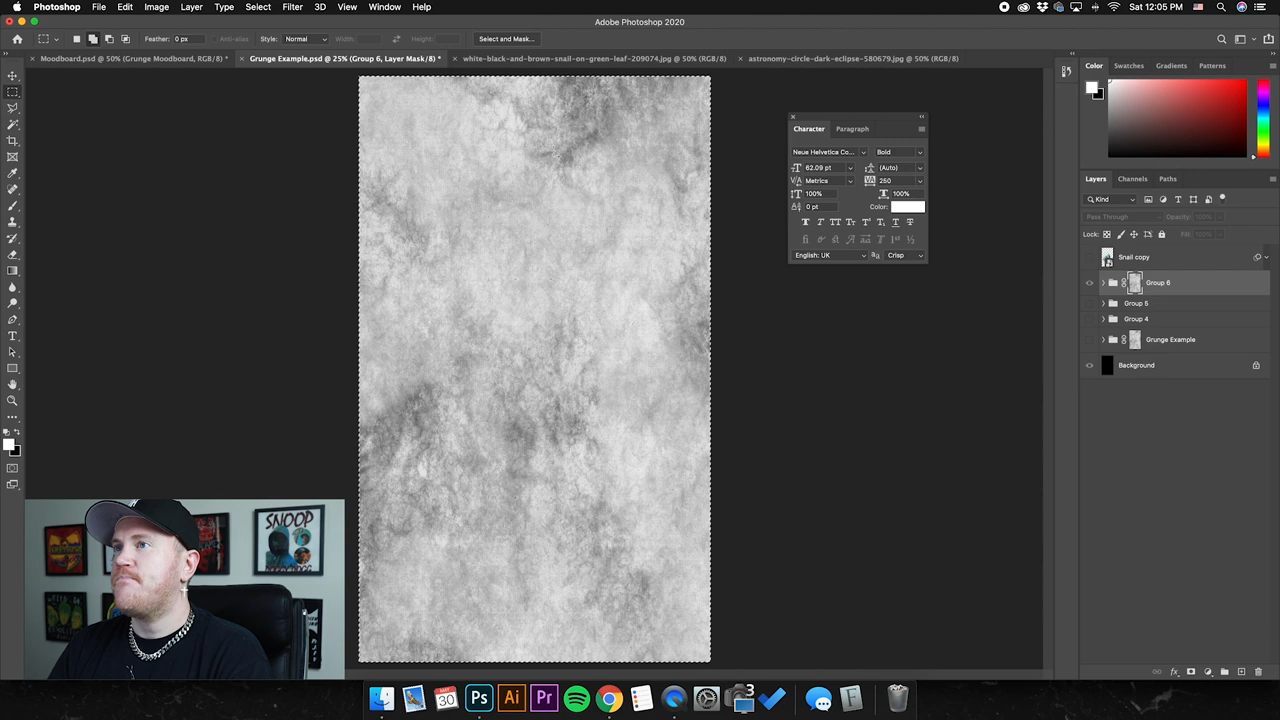 Photoshop File Edit Image Layer Type Select Filter 3D View Window Help Sat 12:05 PM
Adobe Photoshop 2020
Feather: 0 px Anti-alias Style: Normal Width: Height: Select and Mask...
Moodboard.psd @ 50% (Grunge Moodboard, RGB/8) * Grunge Example.psd @ 25% (Group 6, Layer Mask/8) * white-black-and-brown-snail-on-green-leaf-209074.jpg @ 50% (RGB/8) astronomy-circle-dark-eclipse-580679.jpg @ 50% (RGB/8)
Color Swatches Gradients Patterns
Character Paragraph
Neue Helvetica Co... Bold
62.09 pt (Auto)
Metrics 250
100% 100%
0 pt Color:
English: UK Crisp
Layers Channels Paths
Kind
Pass Through Opacity: 100%
Lock: Fill: 100%
Snail copy
Group 6
Group 5
Group 4
Grunge Example
Background
SNOOP
MAY
30
Ps Ai Pr F
3